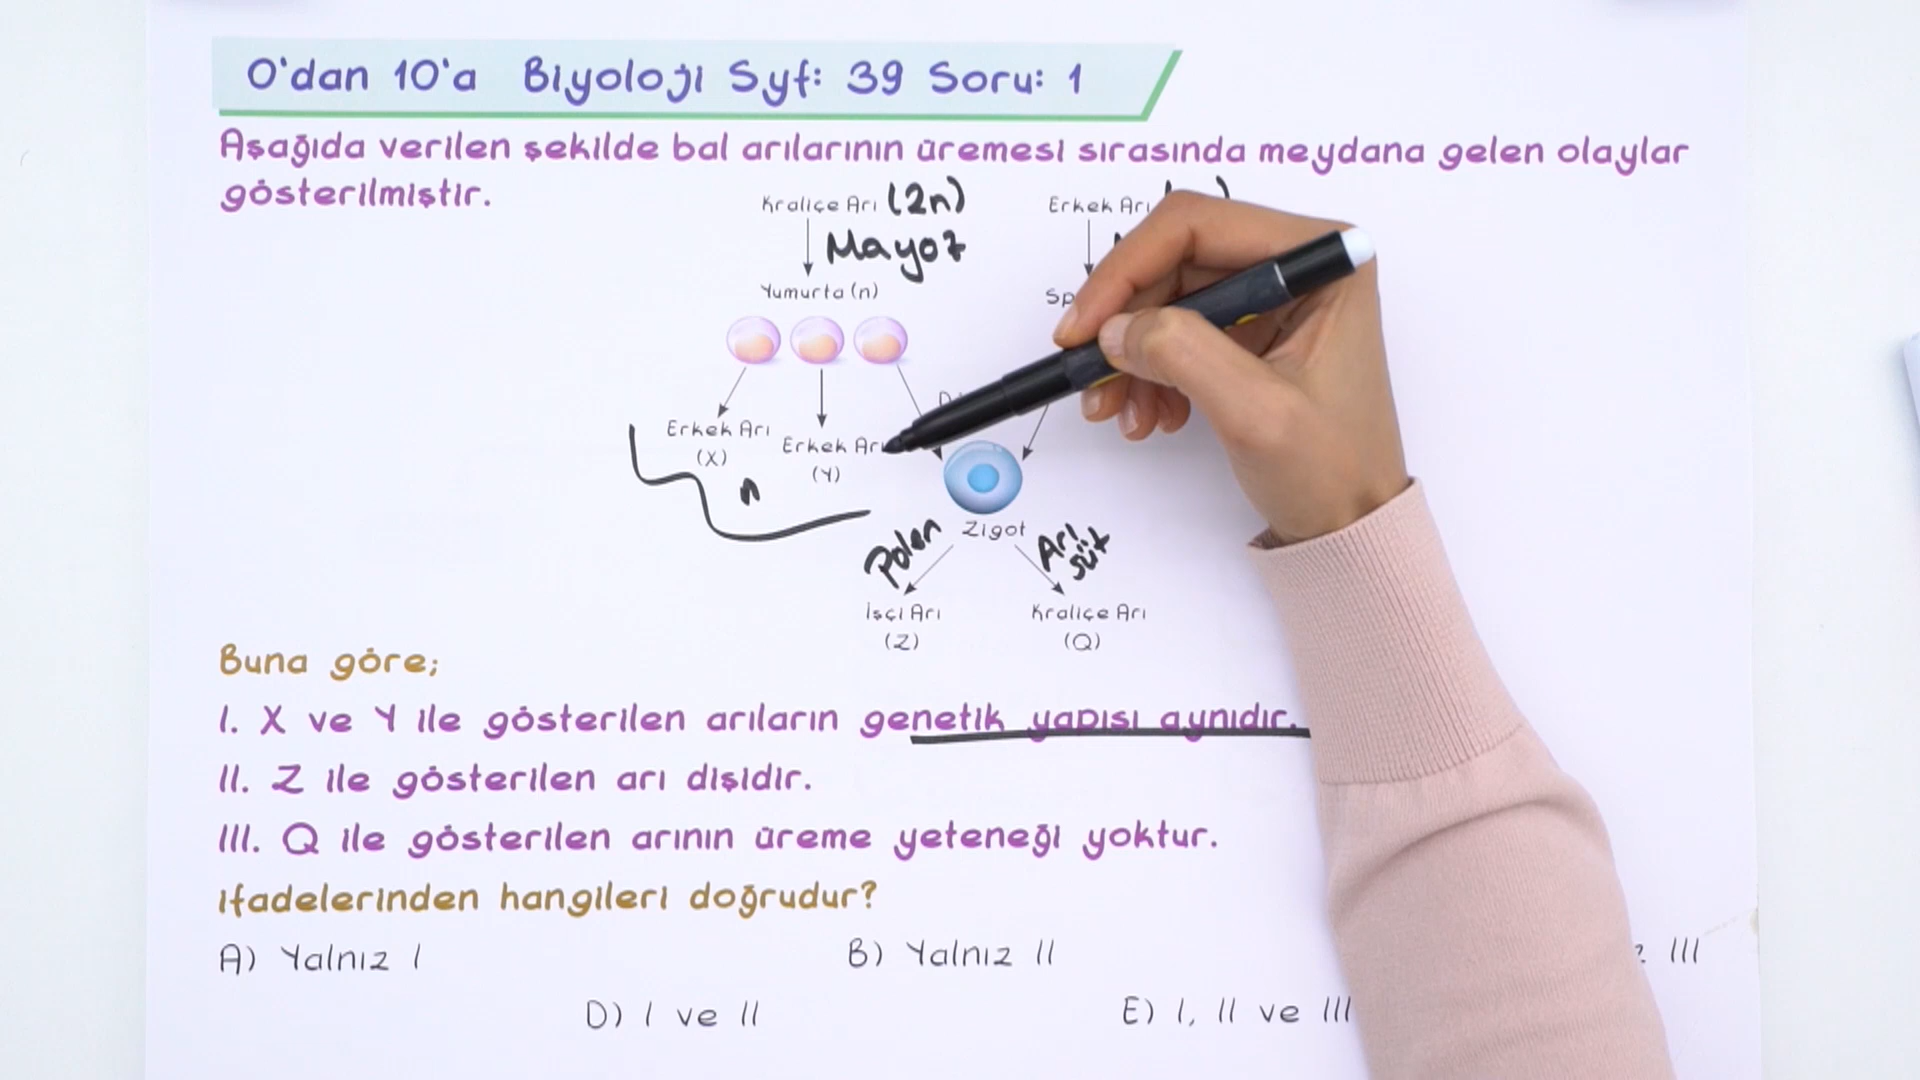 0'dan 10'a Biyoloji Syf: 39 Soru: 1
Aşağıda verilen şekilde bal arılarının üremesi sırasında meydana gelen olaylar
gösterilmiştir.
Kraliçe Arı (2n) Erkek Arı
Mayoz
Yumurta (n)
Erkek Arı
(X)
Erkek Arı
(Y)
n
Zigot
Polen
Arı
süt
İşçi Arı
(Z)
Kraliçe Arı
(Q)
Buna göre;
I. X ve Y ile gösterilen arıların genetik yapısı aynıdır.
II. Z ile gösterilen arı dişidir.
III. Q ile gösterilen arının üreme yeteneği yoktur.
ifadelerinden hangileri doğrudur?
A) Yalnız I B) Yalnız II III
D) I ve II E) I, II ve III